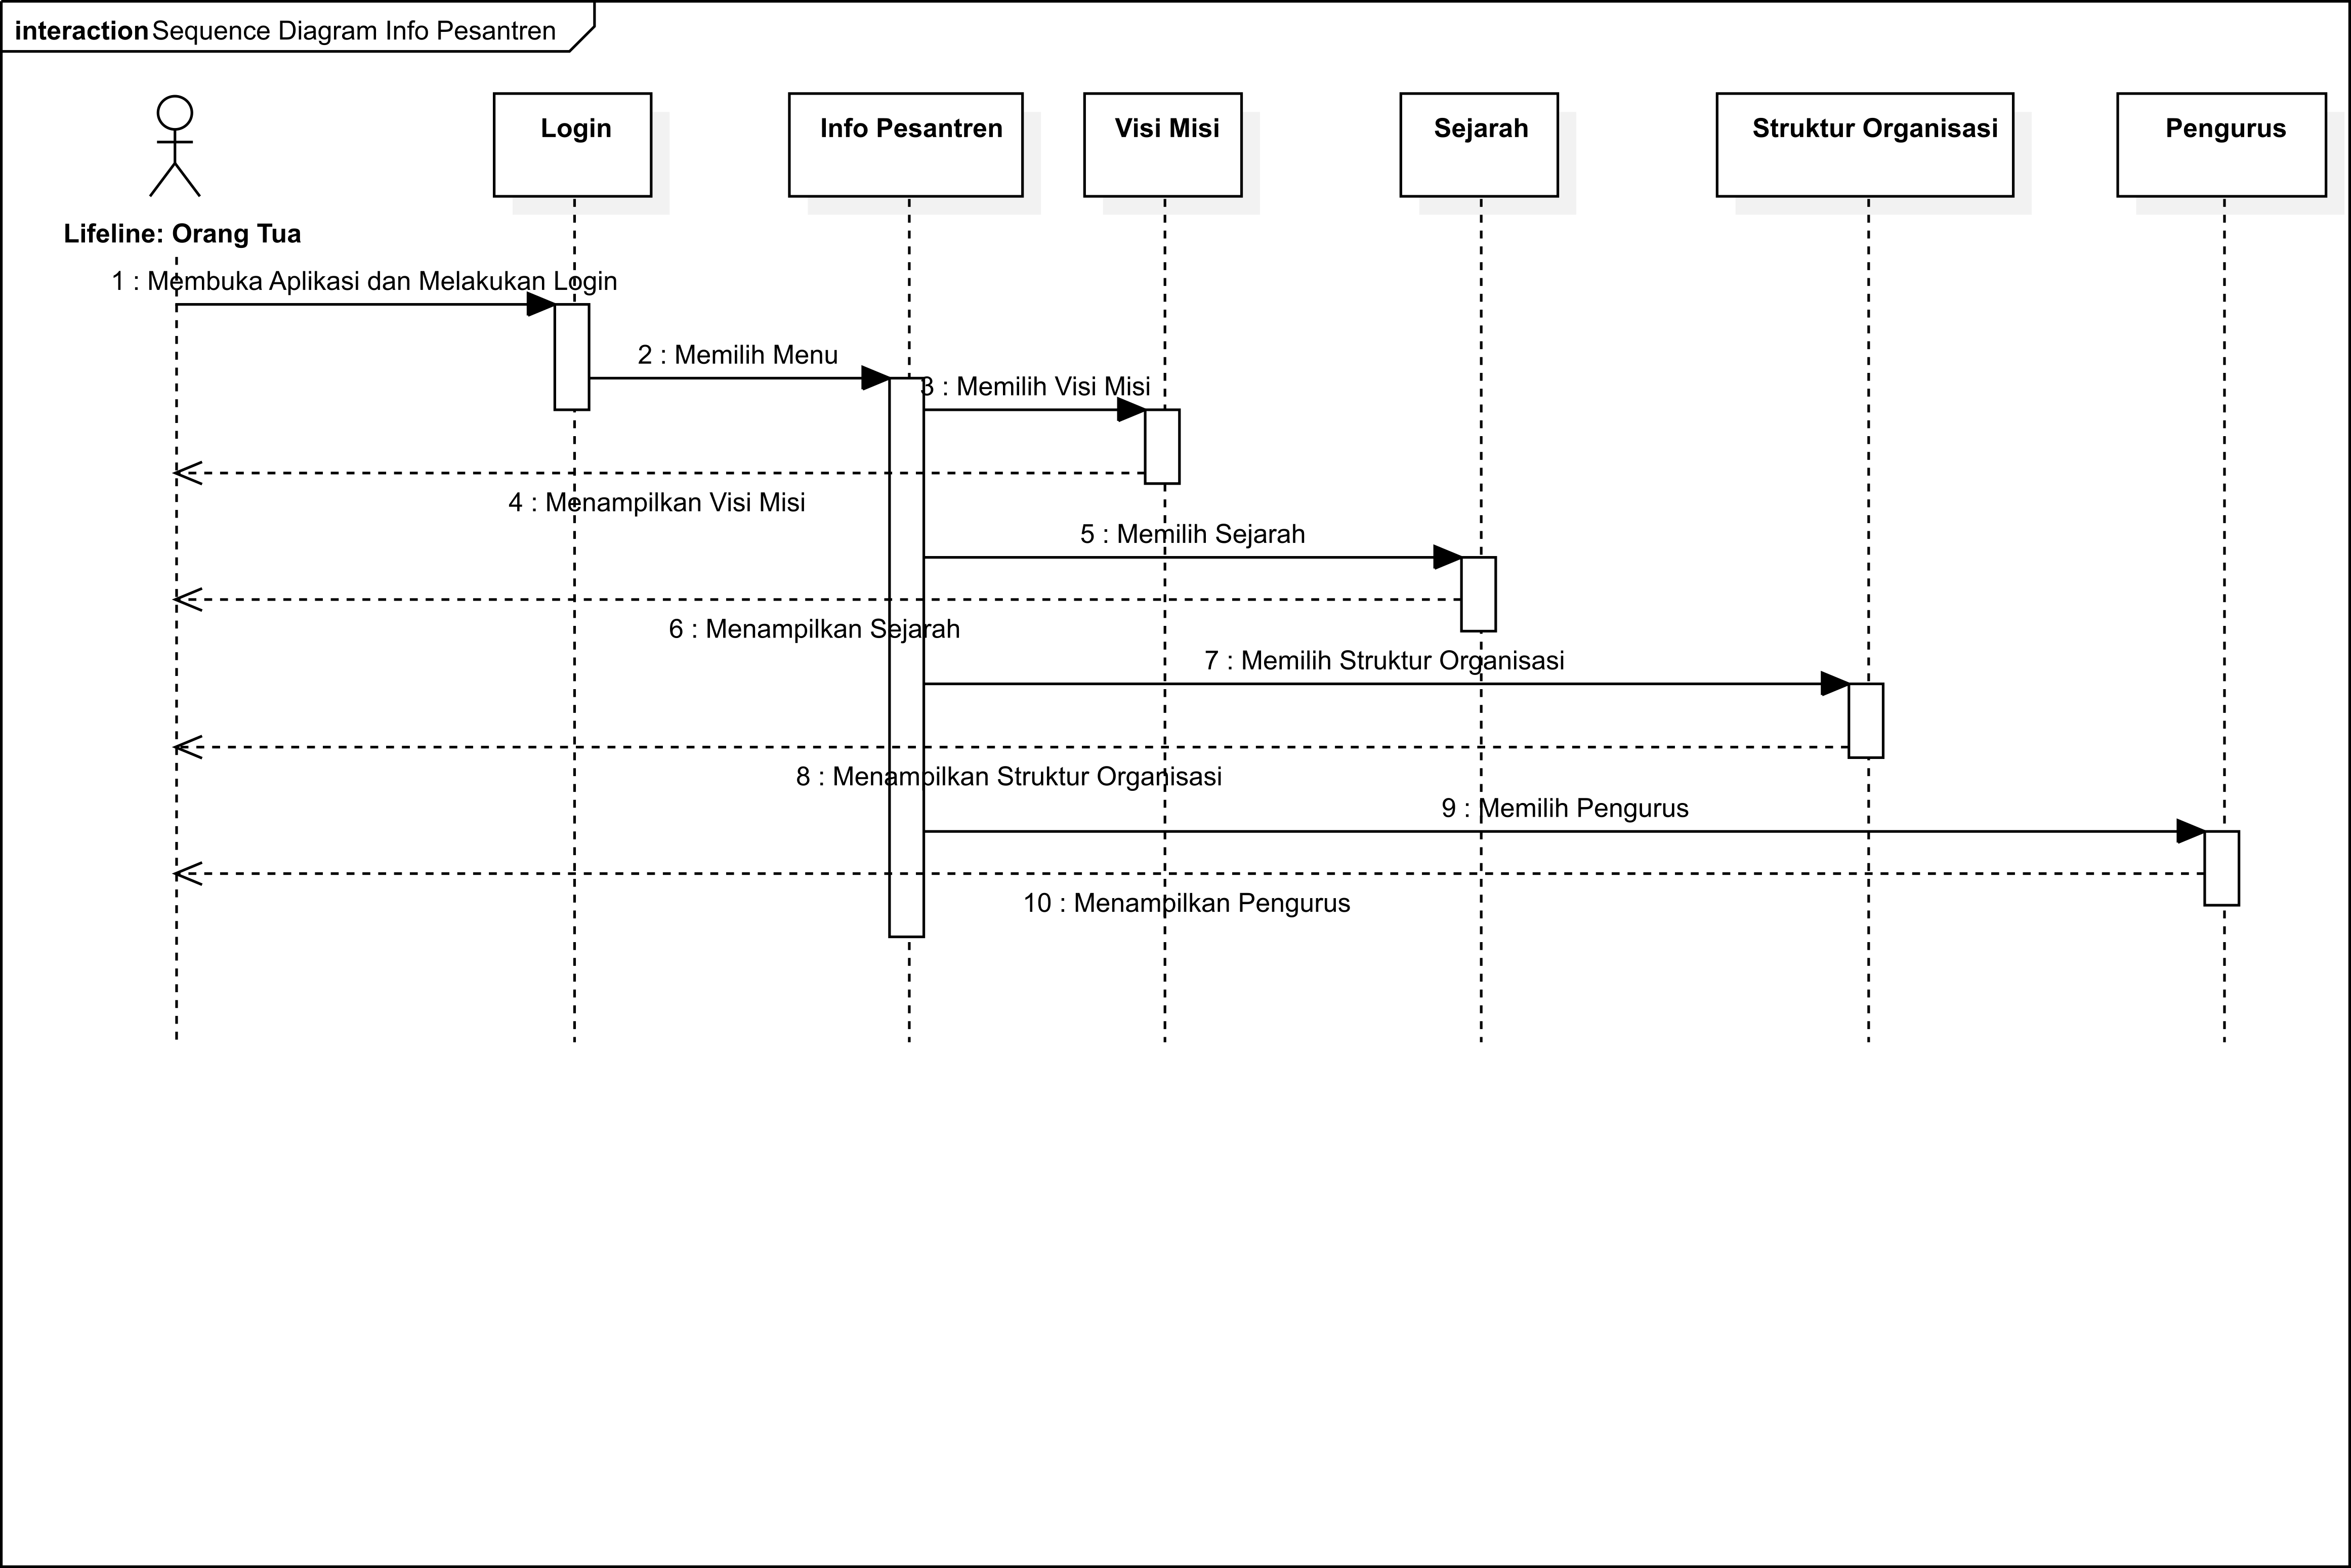 interaction Sequence Diagram Info Pesantren
Login
Info Pesantren
Visi Misi
Sejarah
Struktur Organisasi
Pengurus
Lifeline: Orang Tua
1 : Membuka Aplikasi dan Melakukan Login
2 : Memilih Menu
3 : Memilih Visi Misi
4 : Menampilkan Visi Misi
5 : Memilih Sejarah
6 : Menampilkan Sejarah
7 : Memilih Struktur Organisasi
8 : Menampilkan Struktur Organisasi
9 : Memilih Pengurus
10 : Menampilkan Pengurus